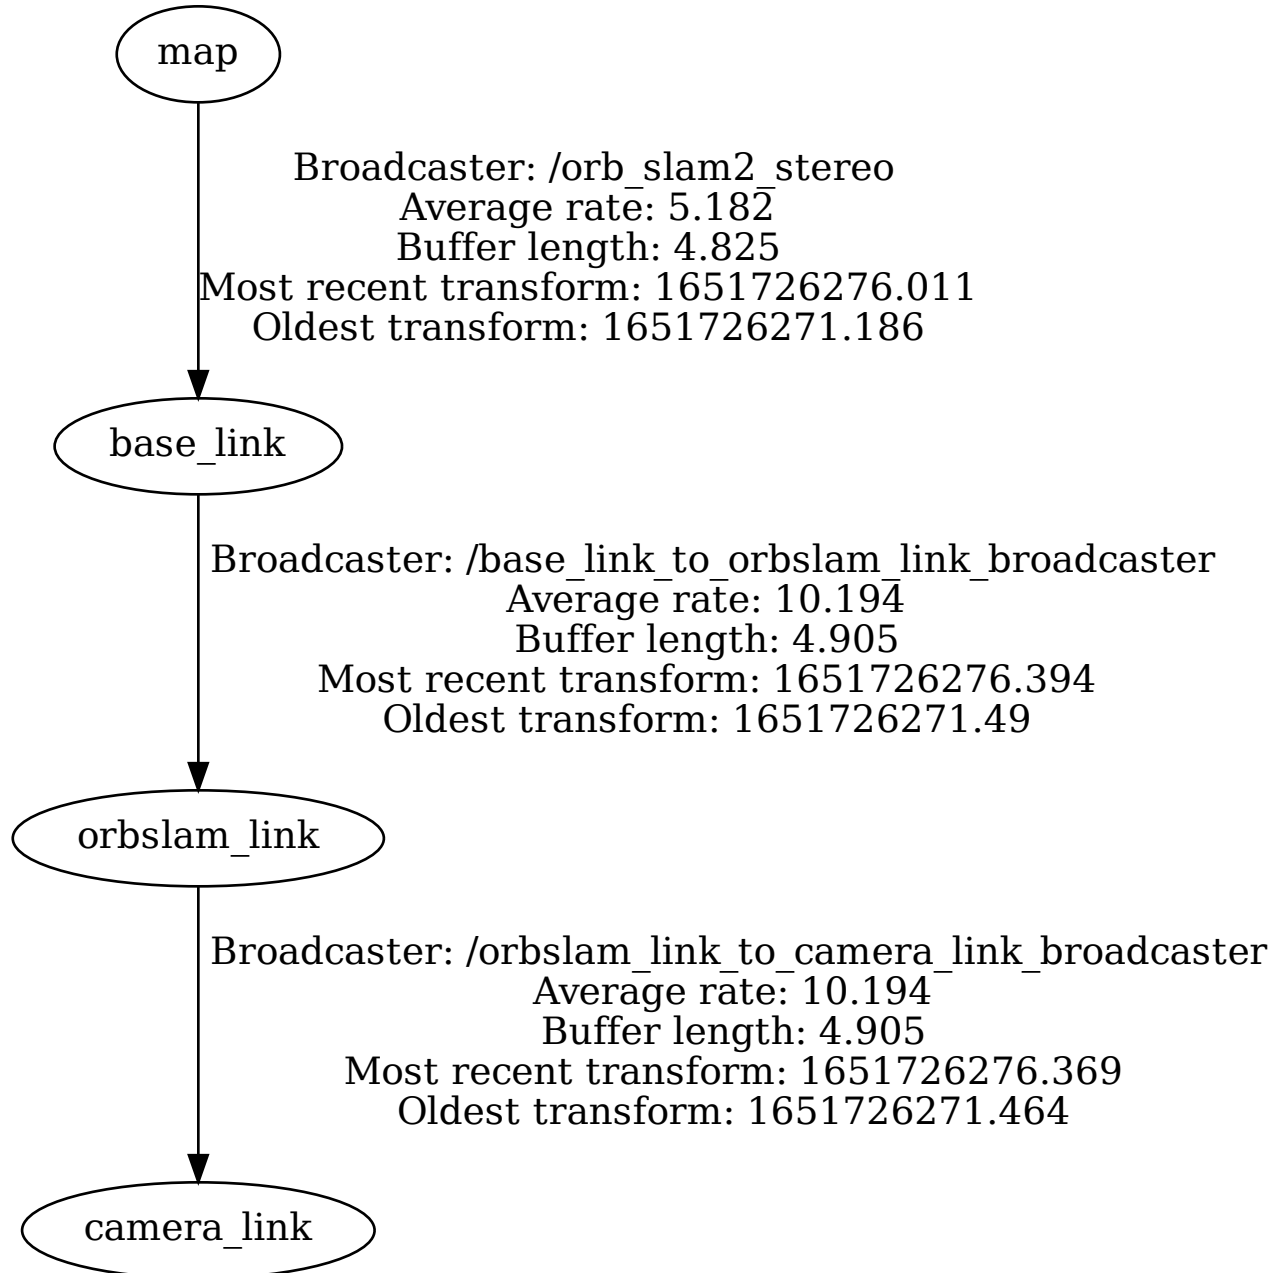 map
Broadcaster: /orb_slam2_stereo
Average rate: 5.182
Buffer length: 4.825
Most recent transform: 1651726276.011
Oldest transform: 1651726271.186
base_link
Broadcaster: /base_link_to_orbslam_link_broadcaster
Average rate: 10.194
Buffer length: 4.905
Most recent transform: 1651726276.394
Oldest transform: 1651726271.49
orbslam_link
Broadcaster: /orbslam_link_to_camera_link_broadcaster
Average rate: 10.194
Buffer length: 4.905
Most recent transform: 1651726276.369
Oldest transform: 1651726271.464
camera_link